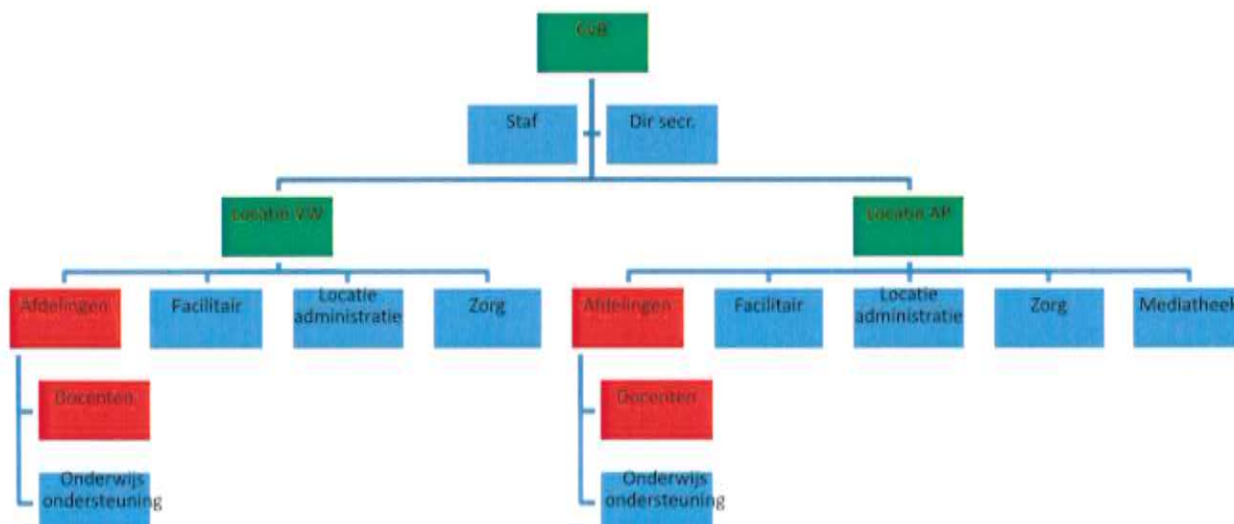 CvB
Staf
Dir secr.
Locatie VW
Locatie AP
Afdelingen
Facilitair
Locatie
administratie
Zorg
Afdelingen
Facilitair
Locatie
administratie
Zorg
Mediatheek
Docenten
Docenten
Onderwijs
ondersteuning
Onderwijs
ondersteuning